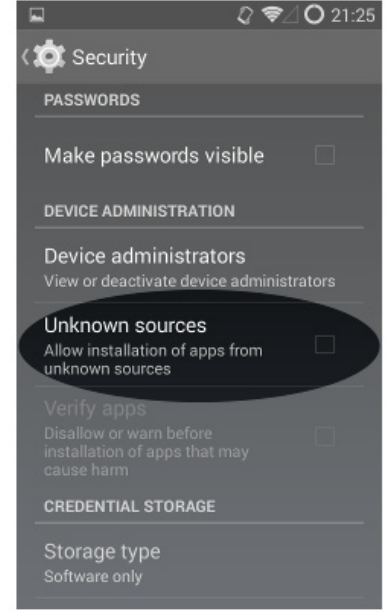 21:25
Security
PASSWORDS
Make passwords visible
DEVICE ADMINISTRATION
Device administrators
View or deactivate device administrators
Unknown sources
Allow installation of apps from
unknown sources
Verify apps
Disallow or warn before
installation of apps that may
cause harm
CREDENTIAL STORAGE
Storage type
Software only